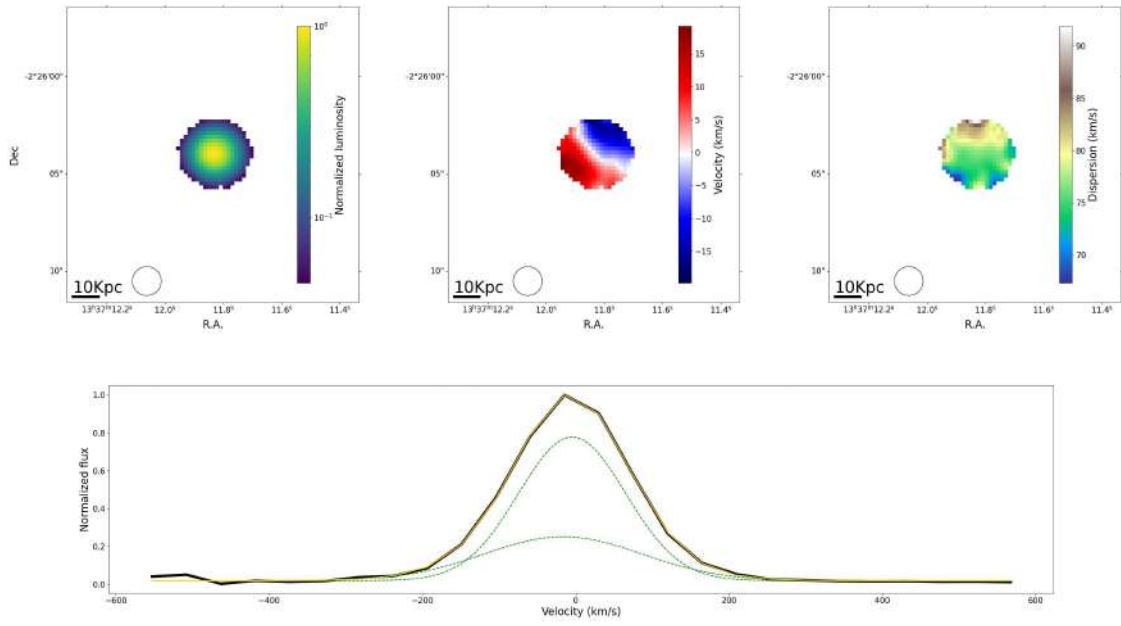 10⁰
10⁻¹
Normalized luminosity
Dec
-2°26'00"
05"
10"
10Kpc
13ʰ37ᵐ12.2ˢ
12.0ˢ
11.8ˢ
11.6ˢ
11.4ˢ
R.A.
15
10
5
0
−5
−10
−15
Velocity (km/s)
-2°26'00"
05"
10"
10Kpc
13ʰ37ᵐ12.2ˢ
12.0ˢ
11.8ˢ
11.6ˢ
11.4ˢ
R.A.
90
85
80
75
70
Dispersion (km/s)
-2°26'00"
05"
10"
10Kpc
13ʰ37ᵐ12.2ˢ
12.0ˢ
11.8ˢ
11.6ˢ
11.4ˢ
R.A.
1.0
0.8
0.6
0.4
0.2
0.0
Normalized flux
−600
−400
−200
0
200
400
600
Velocity (km/s)